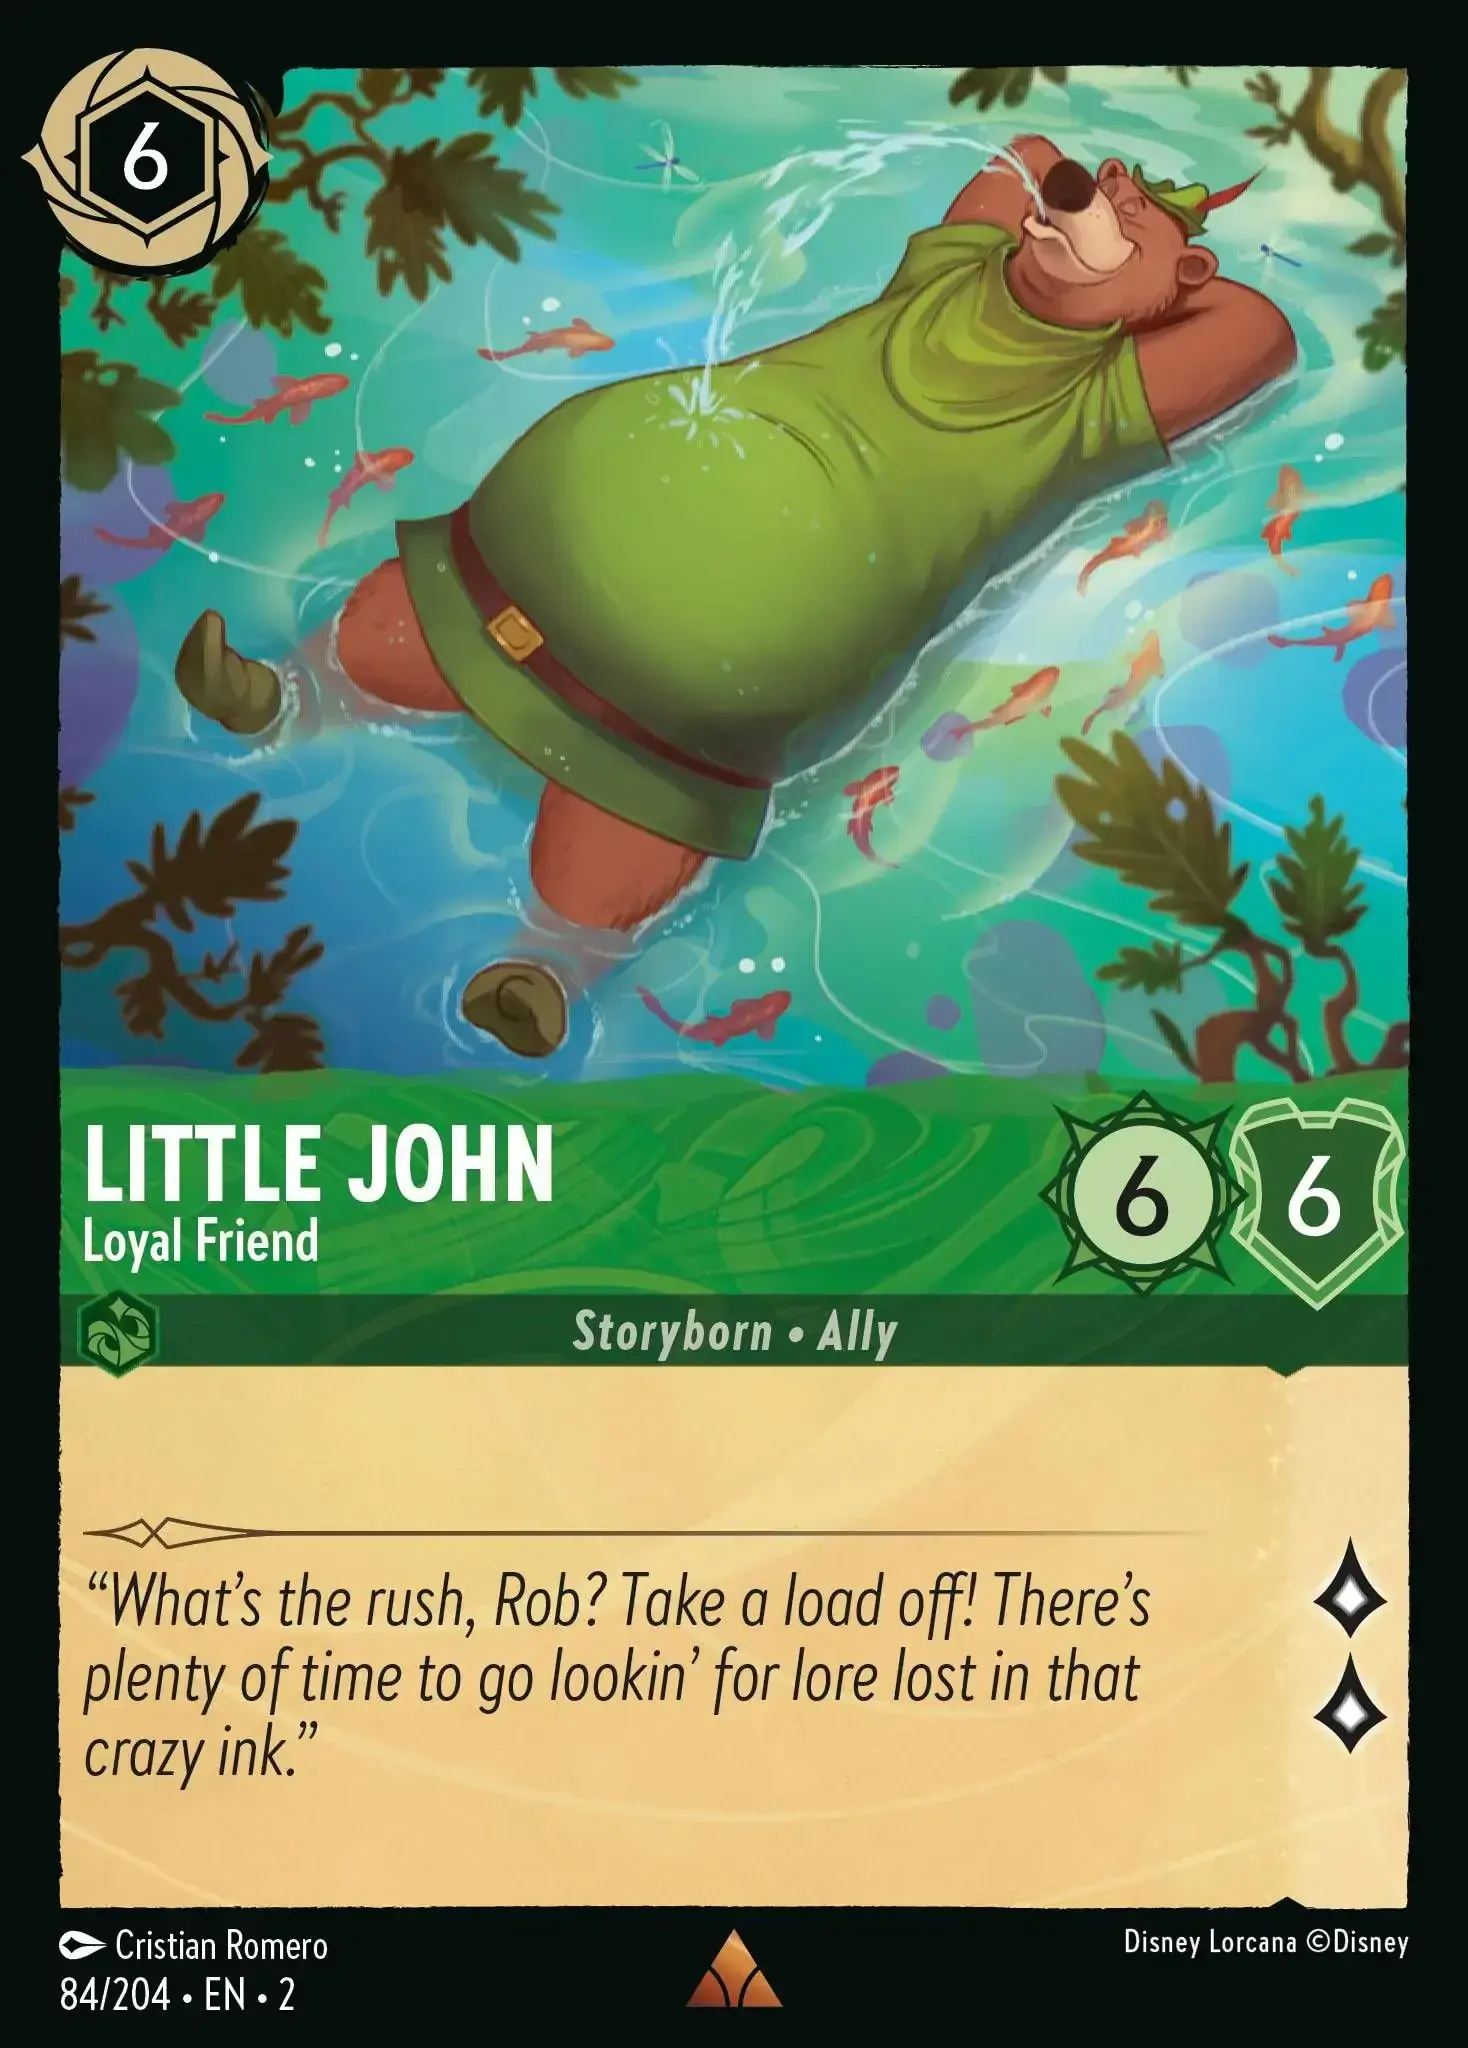 6
LITTLE JOHN
Loyal Friend
6 6
Storyborn • Ally
“What’s the rush, Rob? Take a load off! There’s
plenty of time to go lookin’ for lore lost in that
crazy ink.”
Cristian Romero
84/204 • EN • 2
Disney Lorcana ©Disney